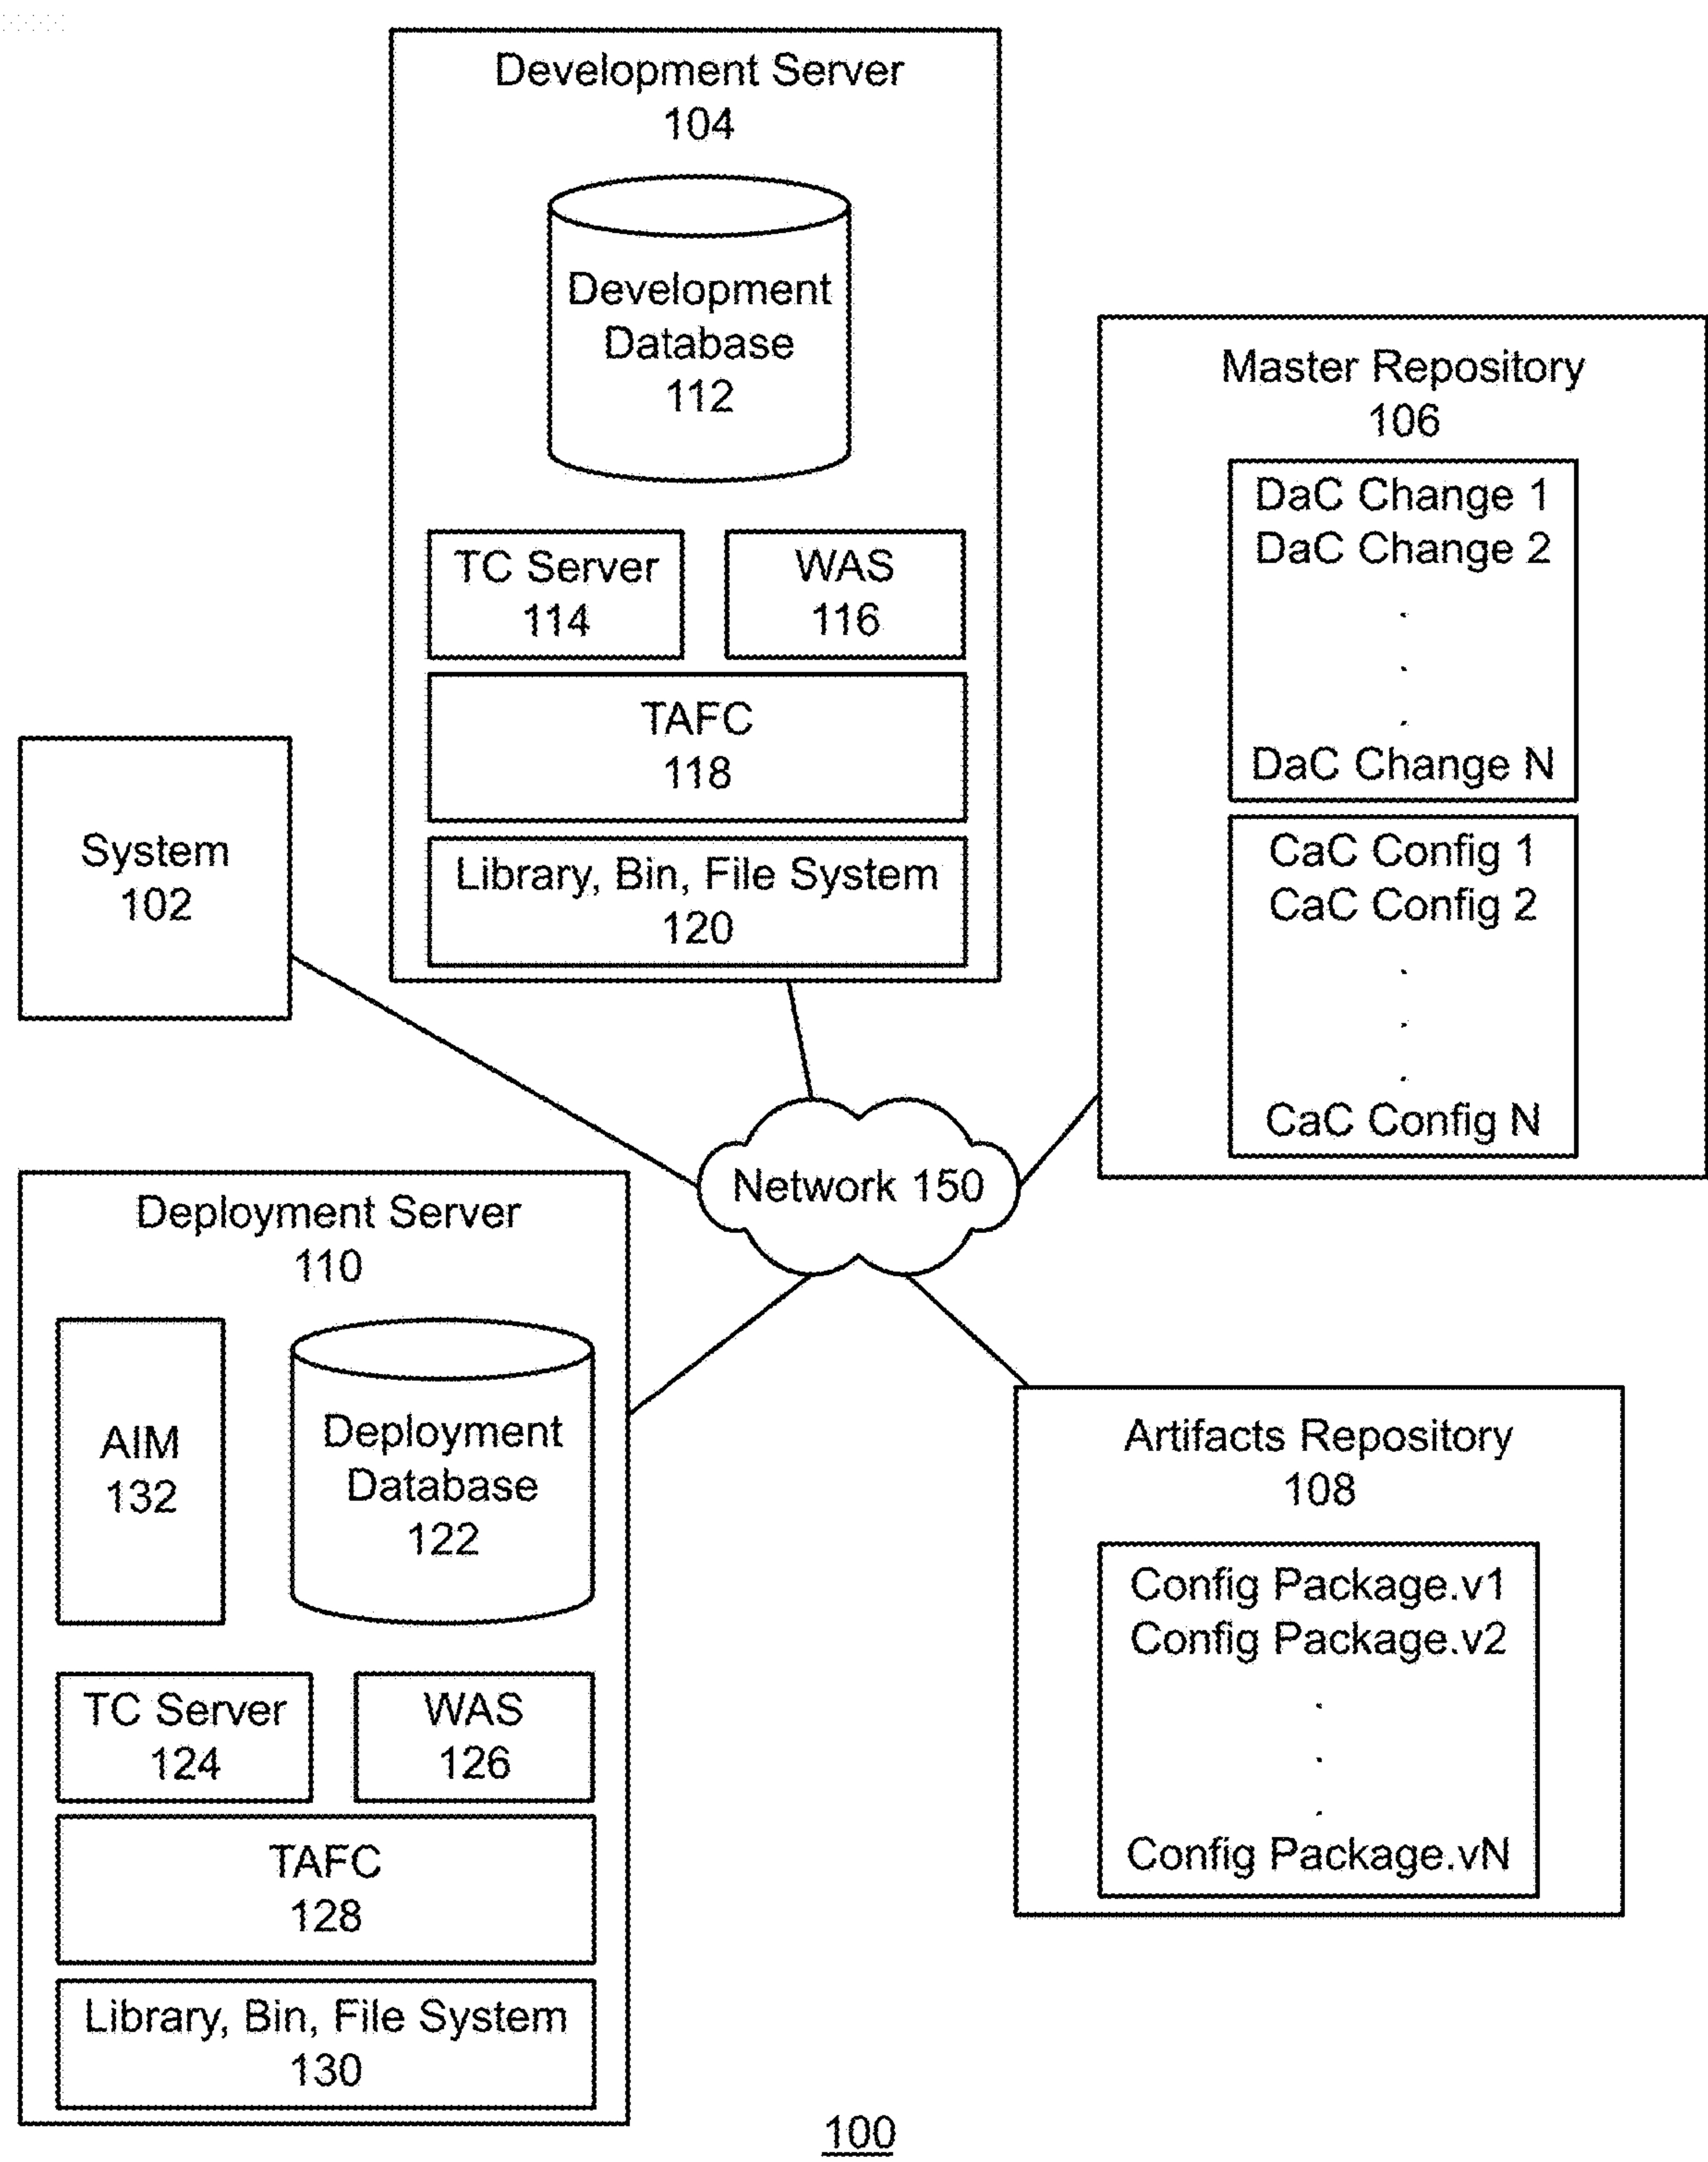 Development Server
104
Development
Database
112
TC Server
114
WAS
116
TAFC
118
Library, Bin, File System
120
Master Repository
106
DaC Change 1
DaC Change 2
.
.
.
DaC Change N
CaC Config 1
CaC Config 2
.
.
.
CaC Config N
System
102
Network 150
Deployment Server
110
AIM
132
Deployment
Database
122
TC Server
124
WAS
126
TAFC
128
Library, Bin, File System
130
Artifacts Repository
108
Config Package.v1
Config Package.v2
.
.
.
Config Package.vN
100